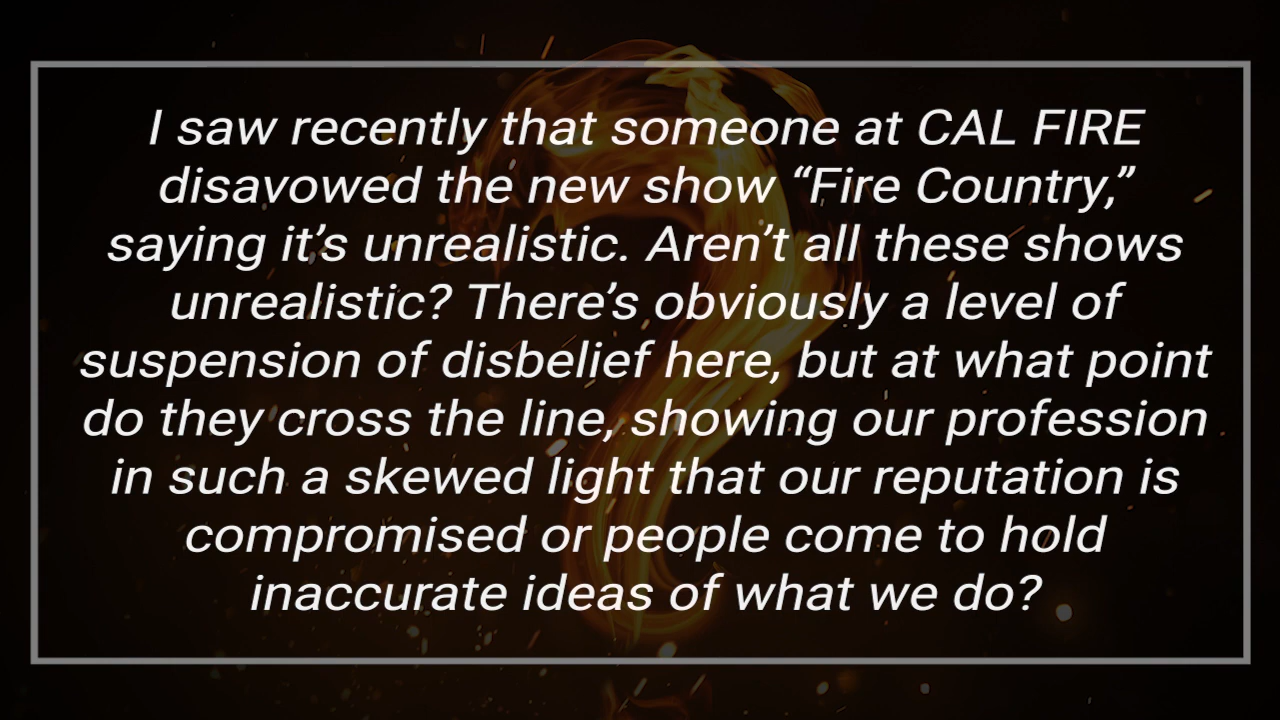 I saw recently that someone at CAL FIRE
disavowed the new show “Fire Country,”
saying it’s unrealistic. Aren’t all these shows
unrealistic? There’s obviously a level of
suspension of disbelief here, but at what point
do they cross the line, showing our profession
in such a skewed light that our reputation is
compromised or people come to hold
inaccurate ideas of what we do?